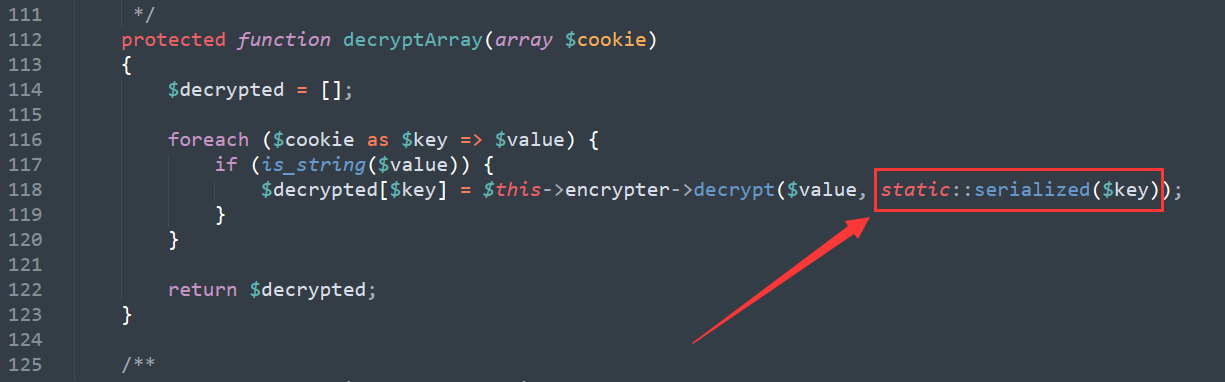 111 */
112 protected function decryptArray(array $cookie)
113 {
114 $decrypted = [];
115
116 foreach ($cookie as $key => $value) {
117 if (is_string($value)) {
118 $decrypted[$key] = $this->encrypter->decrypt($value, static::serialized($key));
119 }
120 }
121
122 return $decrypted;
123 }
124
125 /**